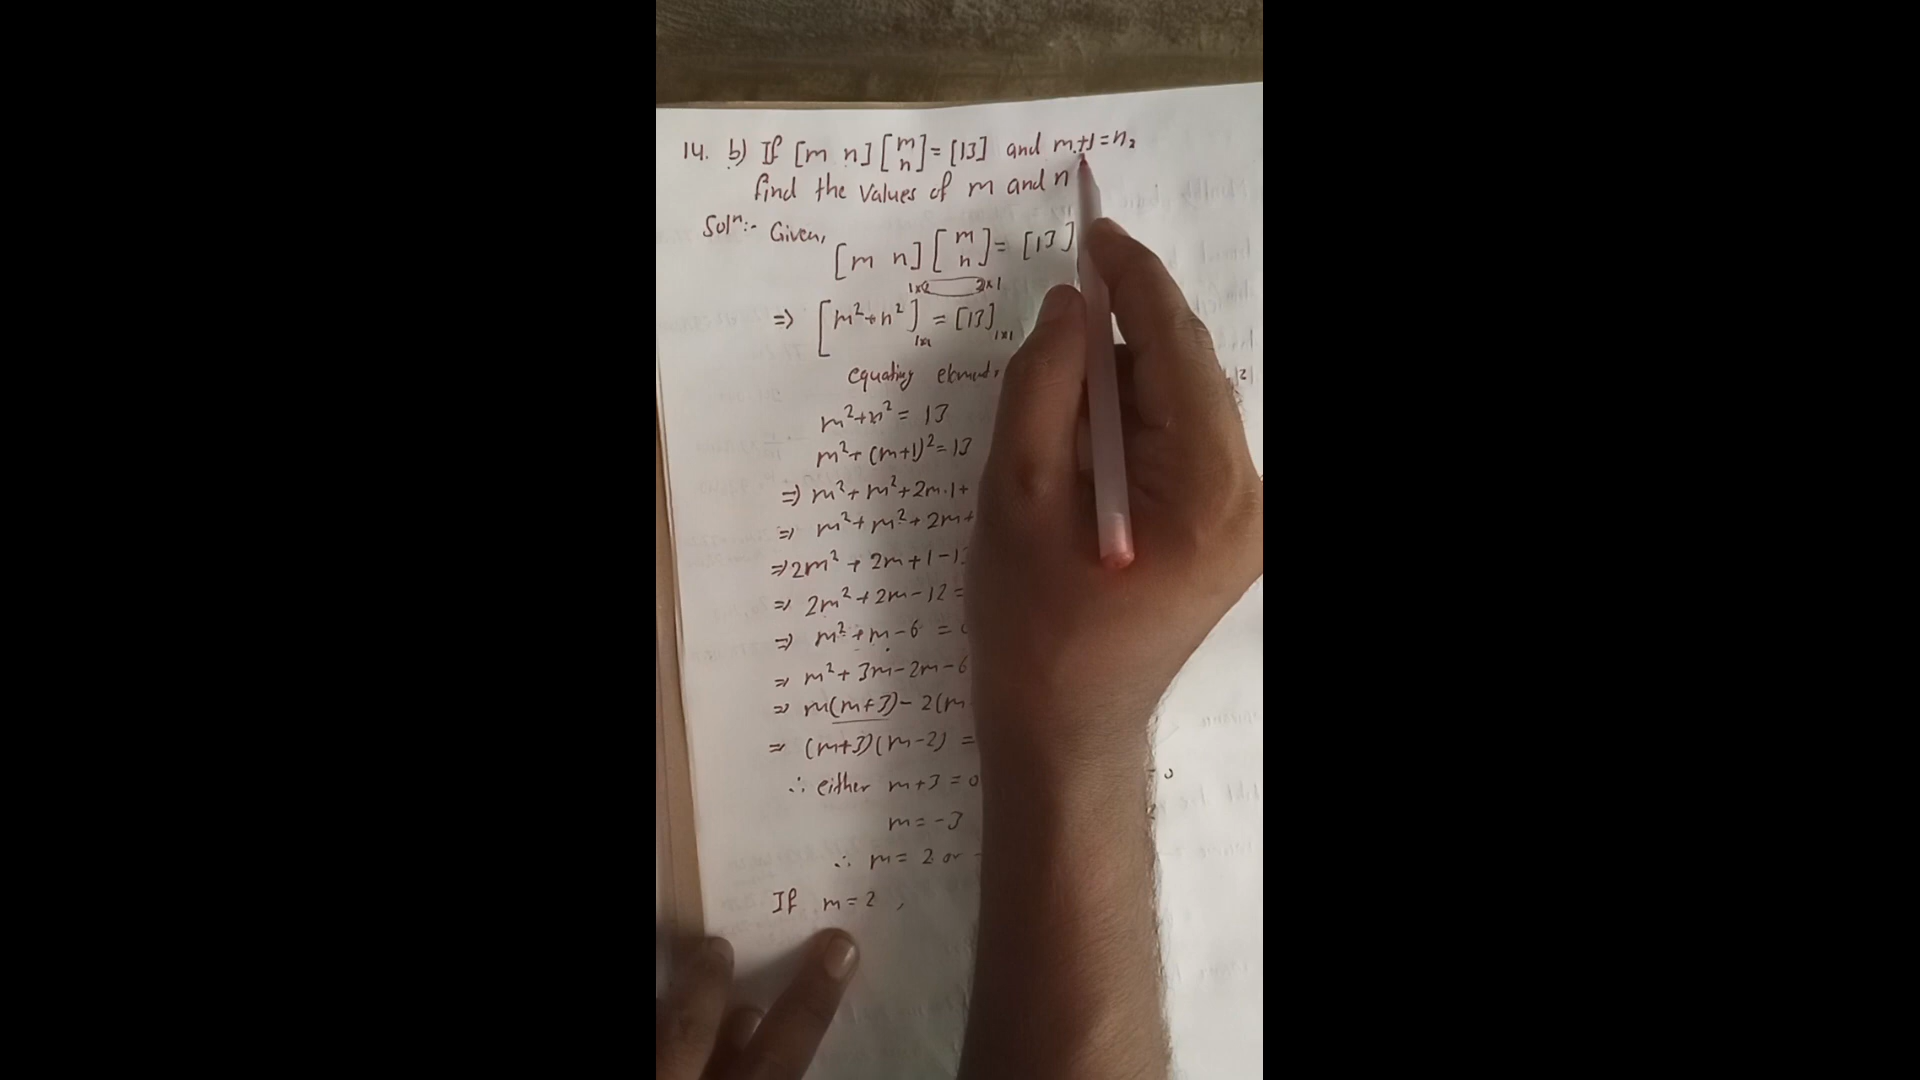 14. b) If [m n] [m n] = [13] and m+1=n,
find the values of m and n
Solⁿ:- Given,
[m n] [m n] = [13]
1×2 2×1
⇒ [m²+n²] = [13]
1×1 1×1
equating elements
m²+n² = 13
m²+(m+1)²=13
⇒ m²+m²+2m.1+
⇒ m²+m²+2m+
⇒ 2m²+2m+1-13
⇒ 2m²+2m-12=
⇒ m²+m-6=0
⇒ m²+3m-2m-6
⇒ m(m+3)-2(m
⇒ (m+3)(m-2)=
∴ either m+3=0
m=-3
∴ m=2 or -
If m=2,